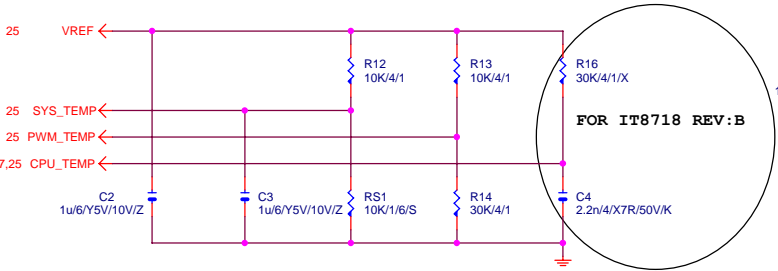 25 VREF
R12
10K/4/1
R13
10K/4/1
R16
30K/4/1/X
25 SYS_TEMP
FOR IT8718 REV:B
25 PWM_TEMP
7,25 CPU_TEMP
C2
1u/6/Y5V/10V/Z
C3
1u/6/Y5V/10V/Z
RS1
10K/1/6/S
R14
30K/4/1
C4
2.2n/4/X7R/50V/K